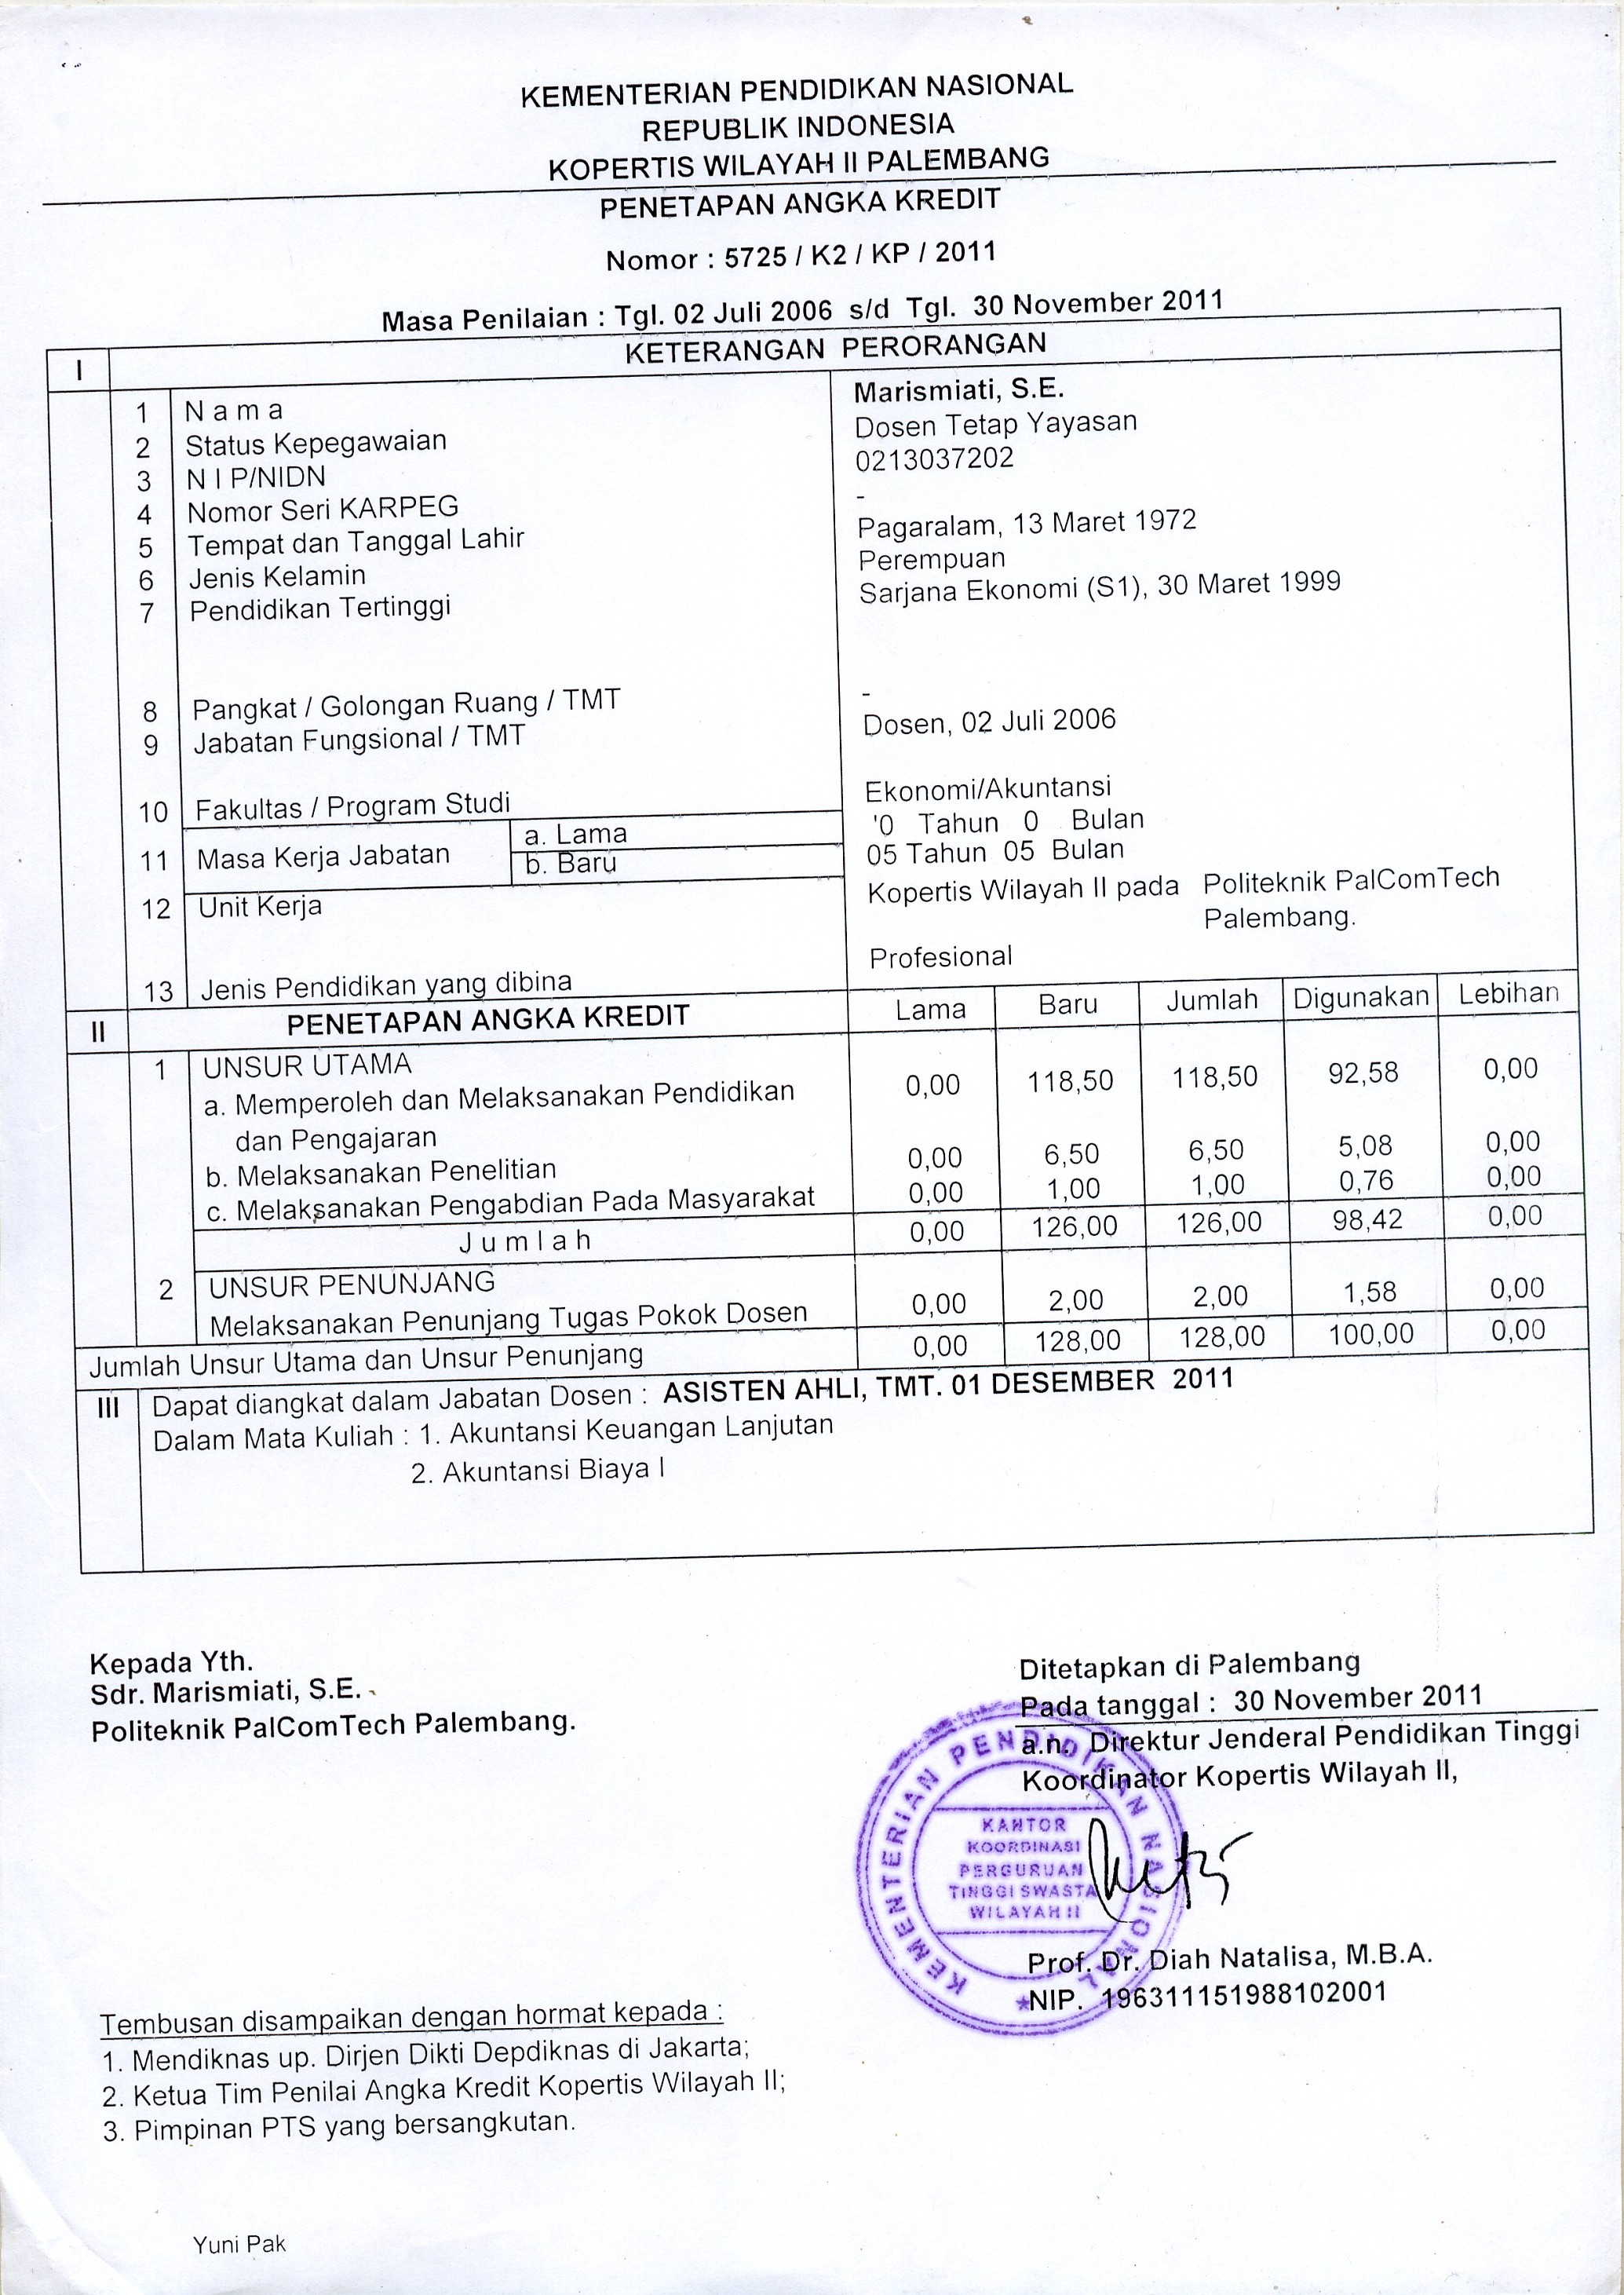 KEMENTERIAN PENDIDIKAN NASIONAL
REPUBLIK INDONESIA
KOPERTIS WILAYAH II PALEMBANG
PENETAPAN ANGKA KREDIT
Nomor : 5725 / K2 / KP / 2011
Masa Penilaian : Tgl. 02 Juli 2006 s/d Tgl. 30 November 2011
I KETERANGAN PERORANGAN
1 N a m a Marismiati, S.E.
2 Status Kepegawaian Dosen Tetap Yayasan
3 N I P/NIDN 0213037202
4 Nomor Seri KARPEG -
5 Tempat dan Tanggal Lahir Pagaralam, 13 Maret 1972
6 Jenis Kelamin Perempuan
7 Pendidikan Tertinggi Sarjana Ekonomi (S1), 30 Maret 1999
8 Pangkat / Golongan Ruang / TMT -
9 Jabatan Fungsional / TMT Dosen, 02 Juli 2006
10 Fakultas / Program Studi Ekonomi/Akuntansi
11 Masa Kerja Jabatan a. Lama '0 Tahun 0 Bulan
b. Baru 05 Tahun 05 Bulan
12 Unit Kerja Kopertis Wilayah II pada Politeknik PalComTech
Palembang.
13 Jenis Pendidikan yang dibina Profesional
II PENETAPAN ANGKA KREDIT Lama Baru Jumlah Digunakan Lebihan
1 UNSUR UTAMA
a. Memperoleh dan Melaksanakan Pendidikan 0,00 118,50 118,50 92,58 0,00
dan Pengajaran
b. Melaksanakan Penelitian 0,00 6,50 6,50 5,08 0,00
c. Melaksanakan Pengabdian Pada Masyarakat 0,00 1,00 1,00 0,76 0,00
J u m l a h 0,00 126,00 126,00 98,42 0,00
2 UNSUR PENUNJANG
Melaksanakan Penunjang Tugas Pokok Dosen 0,00 2,00 2,00 1,58 0,00
Jumlah Unsur Utama dan Unsur Penunjang 0,00 128,00 128,00 100,00 0,00
III Dapat diangkat dalam Jabatan Dosen : ASISTEN AHLI, TMT. 01 DESEMBER 2011
Dalam Mata Kuliah : 1. Akuntansi Keuangan Lanjutan
2. Akuntansi Biaya I
Kepada Yth.
Sdr. Marismiati, S.E.
Politeknik PalComTech Palembang.
Ditetapkan di Palembang
Pada tanggal : 30 November 2011
a.n. Direktur Jenderal Pendidikan Tinggi
Koordinator Kopertis Wilayah II,
KEMENTERIAN PENDIDIKAN NASIONAL
KANTOR
KOORDINASI
PERGURUAN
TINGGI SWASTA
WILAYAH II
Prof. Dr. Diah Natalisa, M.B.A.
NIP. 196311151988102001
Tembusan disampaikan dengan hormat kepada :
1. Mendiknas up. Dirjen Dikti Depdiknas di Jakarta;
2. Ketua Tim Penilai Angka Kredit Kopertis Wilayah II;
3. Pimpinan PTS yang bersangkutan.
Yuni Pak